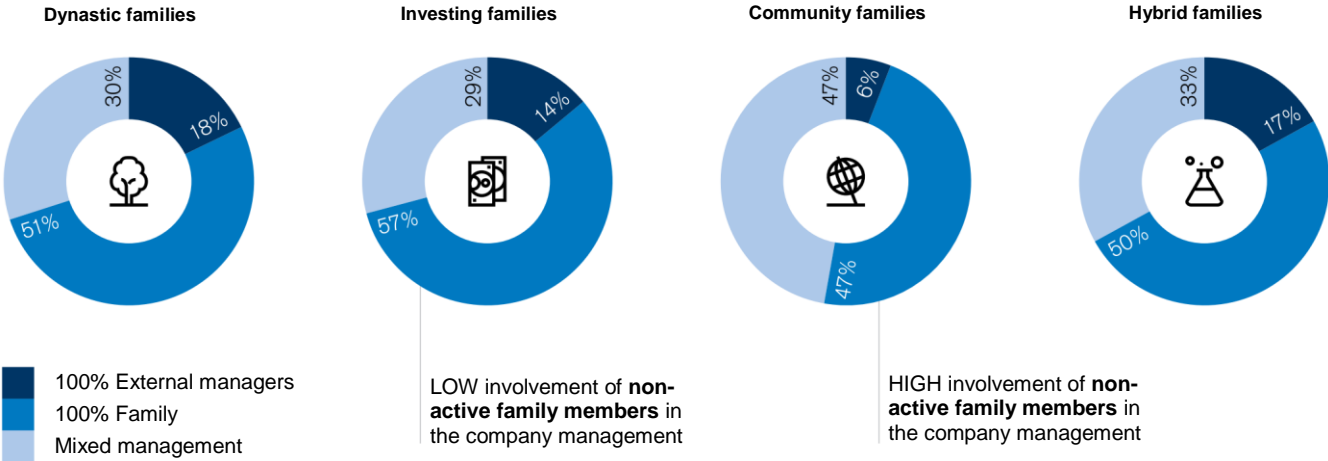 Dynastic families
Investing families
Community families
Hybrid families
30%
18%
51%
29%
14%
57%
47%
6%
47%
33%
17%
50%
100% External managers
100% Family
Mixed management
LOW involvement of non-
active family members in
the company management
HIGH involvement of non-
active family members in
the company management